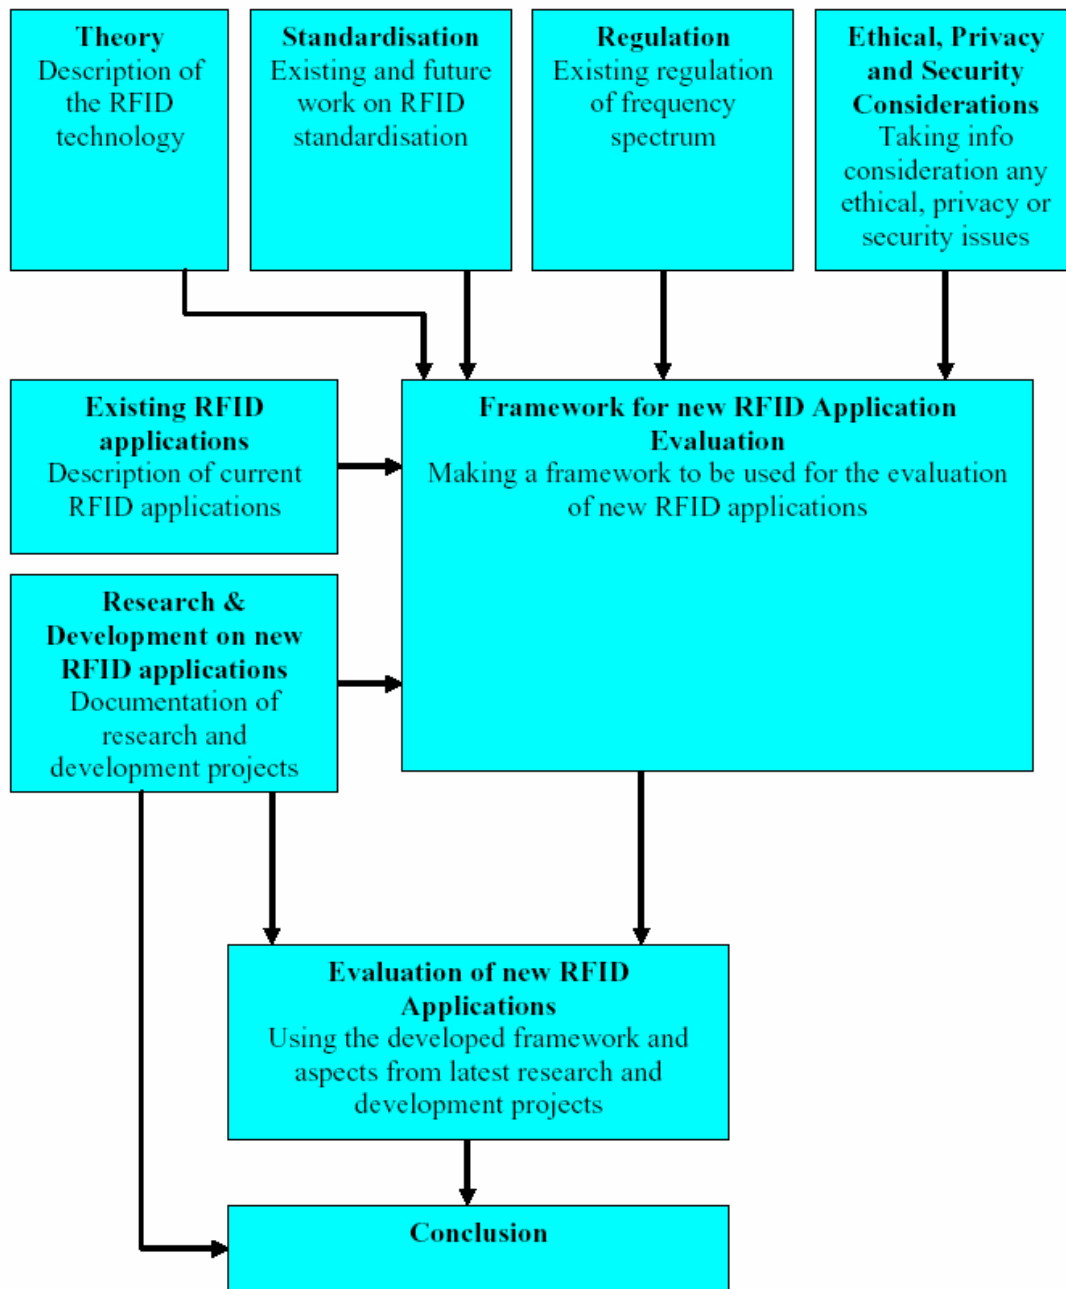 Theory
Description of
the RFID
technology
Standardisation
Existing and future
work on RFID
standardisation
Regulation
Existing regulation
of frequency
spectrum
Ethical, Privacy
and Security
Considerations
Taking info
consideration any
ethical, privacy or
security issues
Existing RFID
applications
Description of current
RFID applications
Framework for new RFID Application
Evaluation
Making a framework to be used for the evaluation
of new RFID applications
Research &
Development on new
RFID applications
Documentation of
research and
development projects
Evaluation of new RFID
Applications
Using the developed framework and
aspects from latest research and
development projects
Conclusion